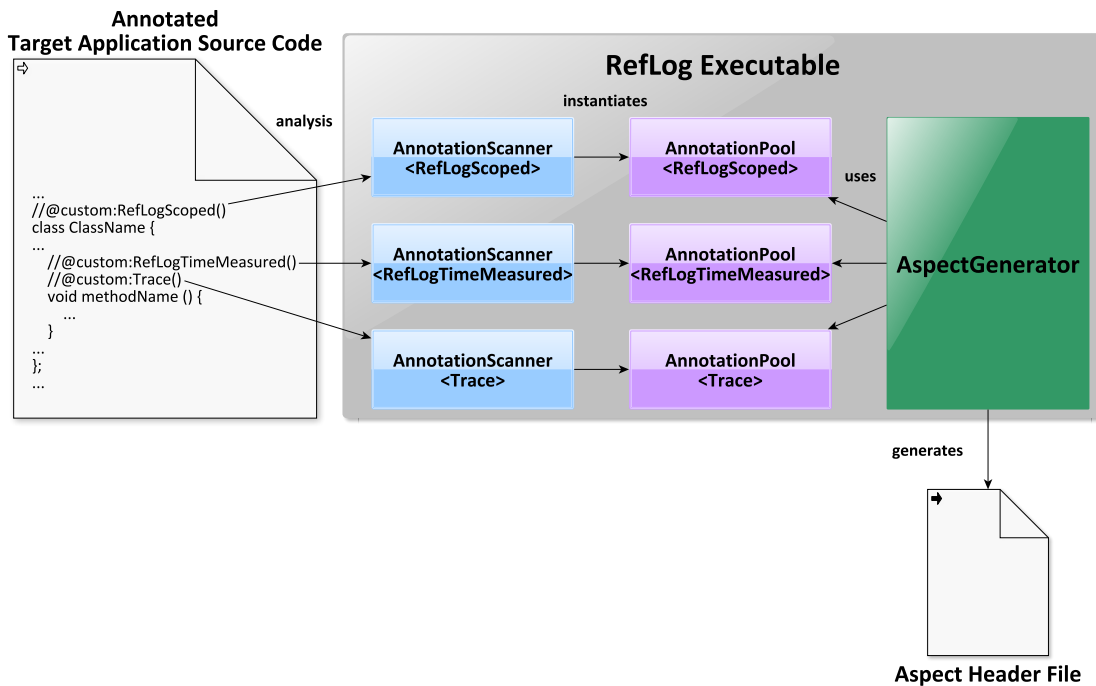 Annotated
Target Application Source Code
analysis
...
//@custom:RefLogScoped()
class ClassName {
...
//@custom:RefLogTimeMeasured()
//@custom:Trace()
void methodName () {
...
}
...
};
...
RefLog Executable
instantiates
AnnotationScanner
<RefLogScoped>
AnnotationPool
<RefLogScoped>
uses
AnnotationScanner
<RefLogTimeMeasured>
AnnotationPool
<RefLogTimeMeasured>
AspectGenerator
AnnotationScanner
<Trace>
AnnotationPool
<Trace>
generates
Aspect Header File